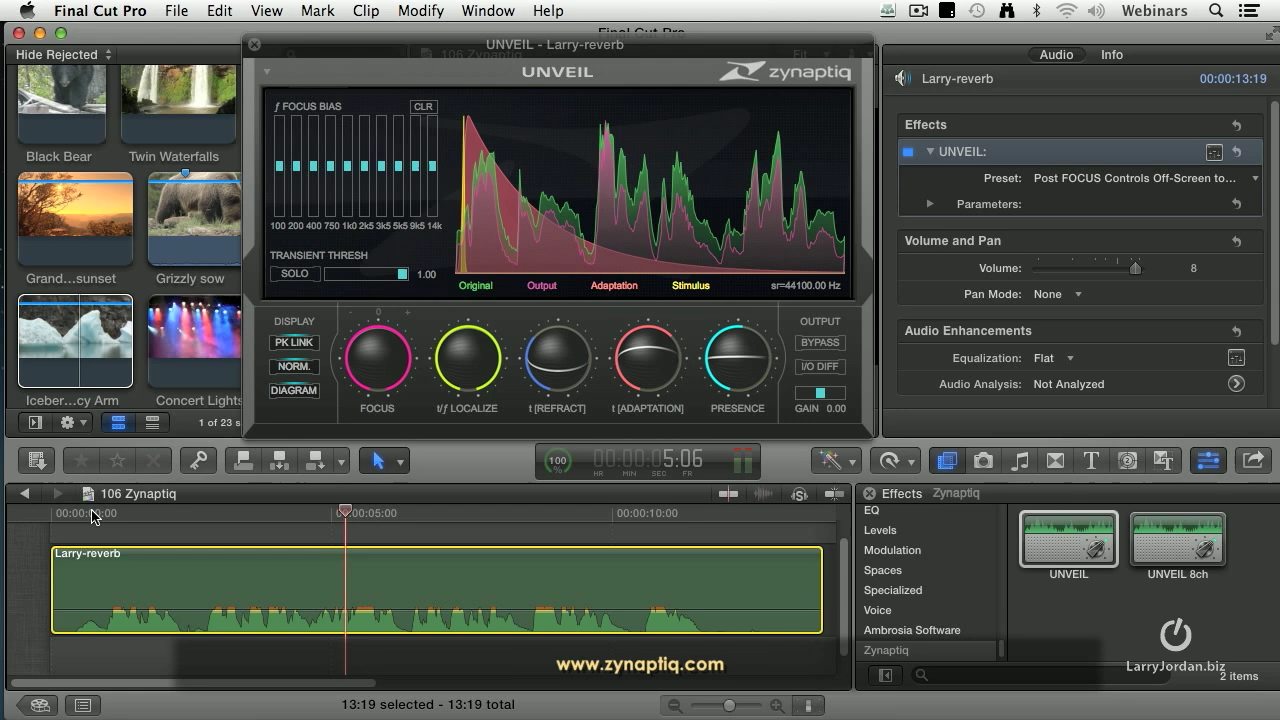 Final Cut Pro File Edit View Mark Clip Modify Window Help Webinars
Hide Rejected
Black Bear Twin Waterfalls
Grand...sunset Grizzly sow
Iceber...cy Arm Concert Lights
1 of 23 s
UNVEIL - Larry-reverb
UNVEIL zynaptiq
ƒ FOCUS BIAS CLR
100 200 400 750 1k0 2k5 3k5 5k5 9k5 14k
TRANSIENT THRESH
SOLO 1.00
Original Output Adaptation Stimulus sr=44100.00 Hz
DISPLAY
PK LINK
NORM.
DIAGRAM
- 0 +
FOCUS t/ƒ LOCALIZE t [REFRACT] t [ADAPTATION] PRESENCE
OUTPUT
BYPASS
I/O DIFF
GAIN 0.00
Audio Info
Larry-reverb 00:00:13:19
Effects
UNVEIL:
Preset: Post FOCUS Controls Off-Screen to...
Parameters:
Volume and Pan
Volume: 8
Pan Mode: None
Audio Enhancements
Equalization: Flat
Audio Analysis: Not Analyzed
100 00:00:05:06
HR MIN SEC FR
106 Zynaptiq
00:00:05:00 00:00:10:00
Larry-reverb
www.zynaptiq.com
13:19 selected - 13:19 total
Effects Zynaptiq
EQ
Levels
Modulation
Spaces
Specialized
Voice
Ambrosia Software
Zynaptiq
UNVEIL UNVEIL 8ch
LarryJordan.biz
2 items